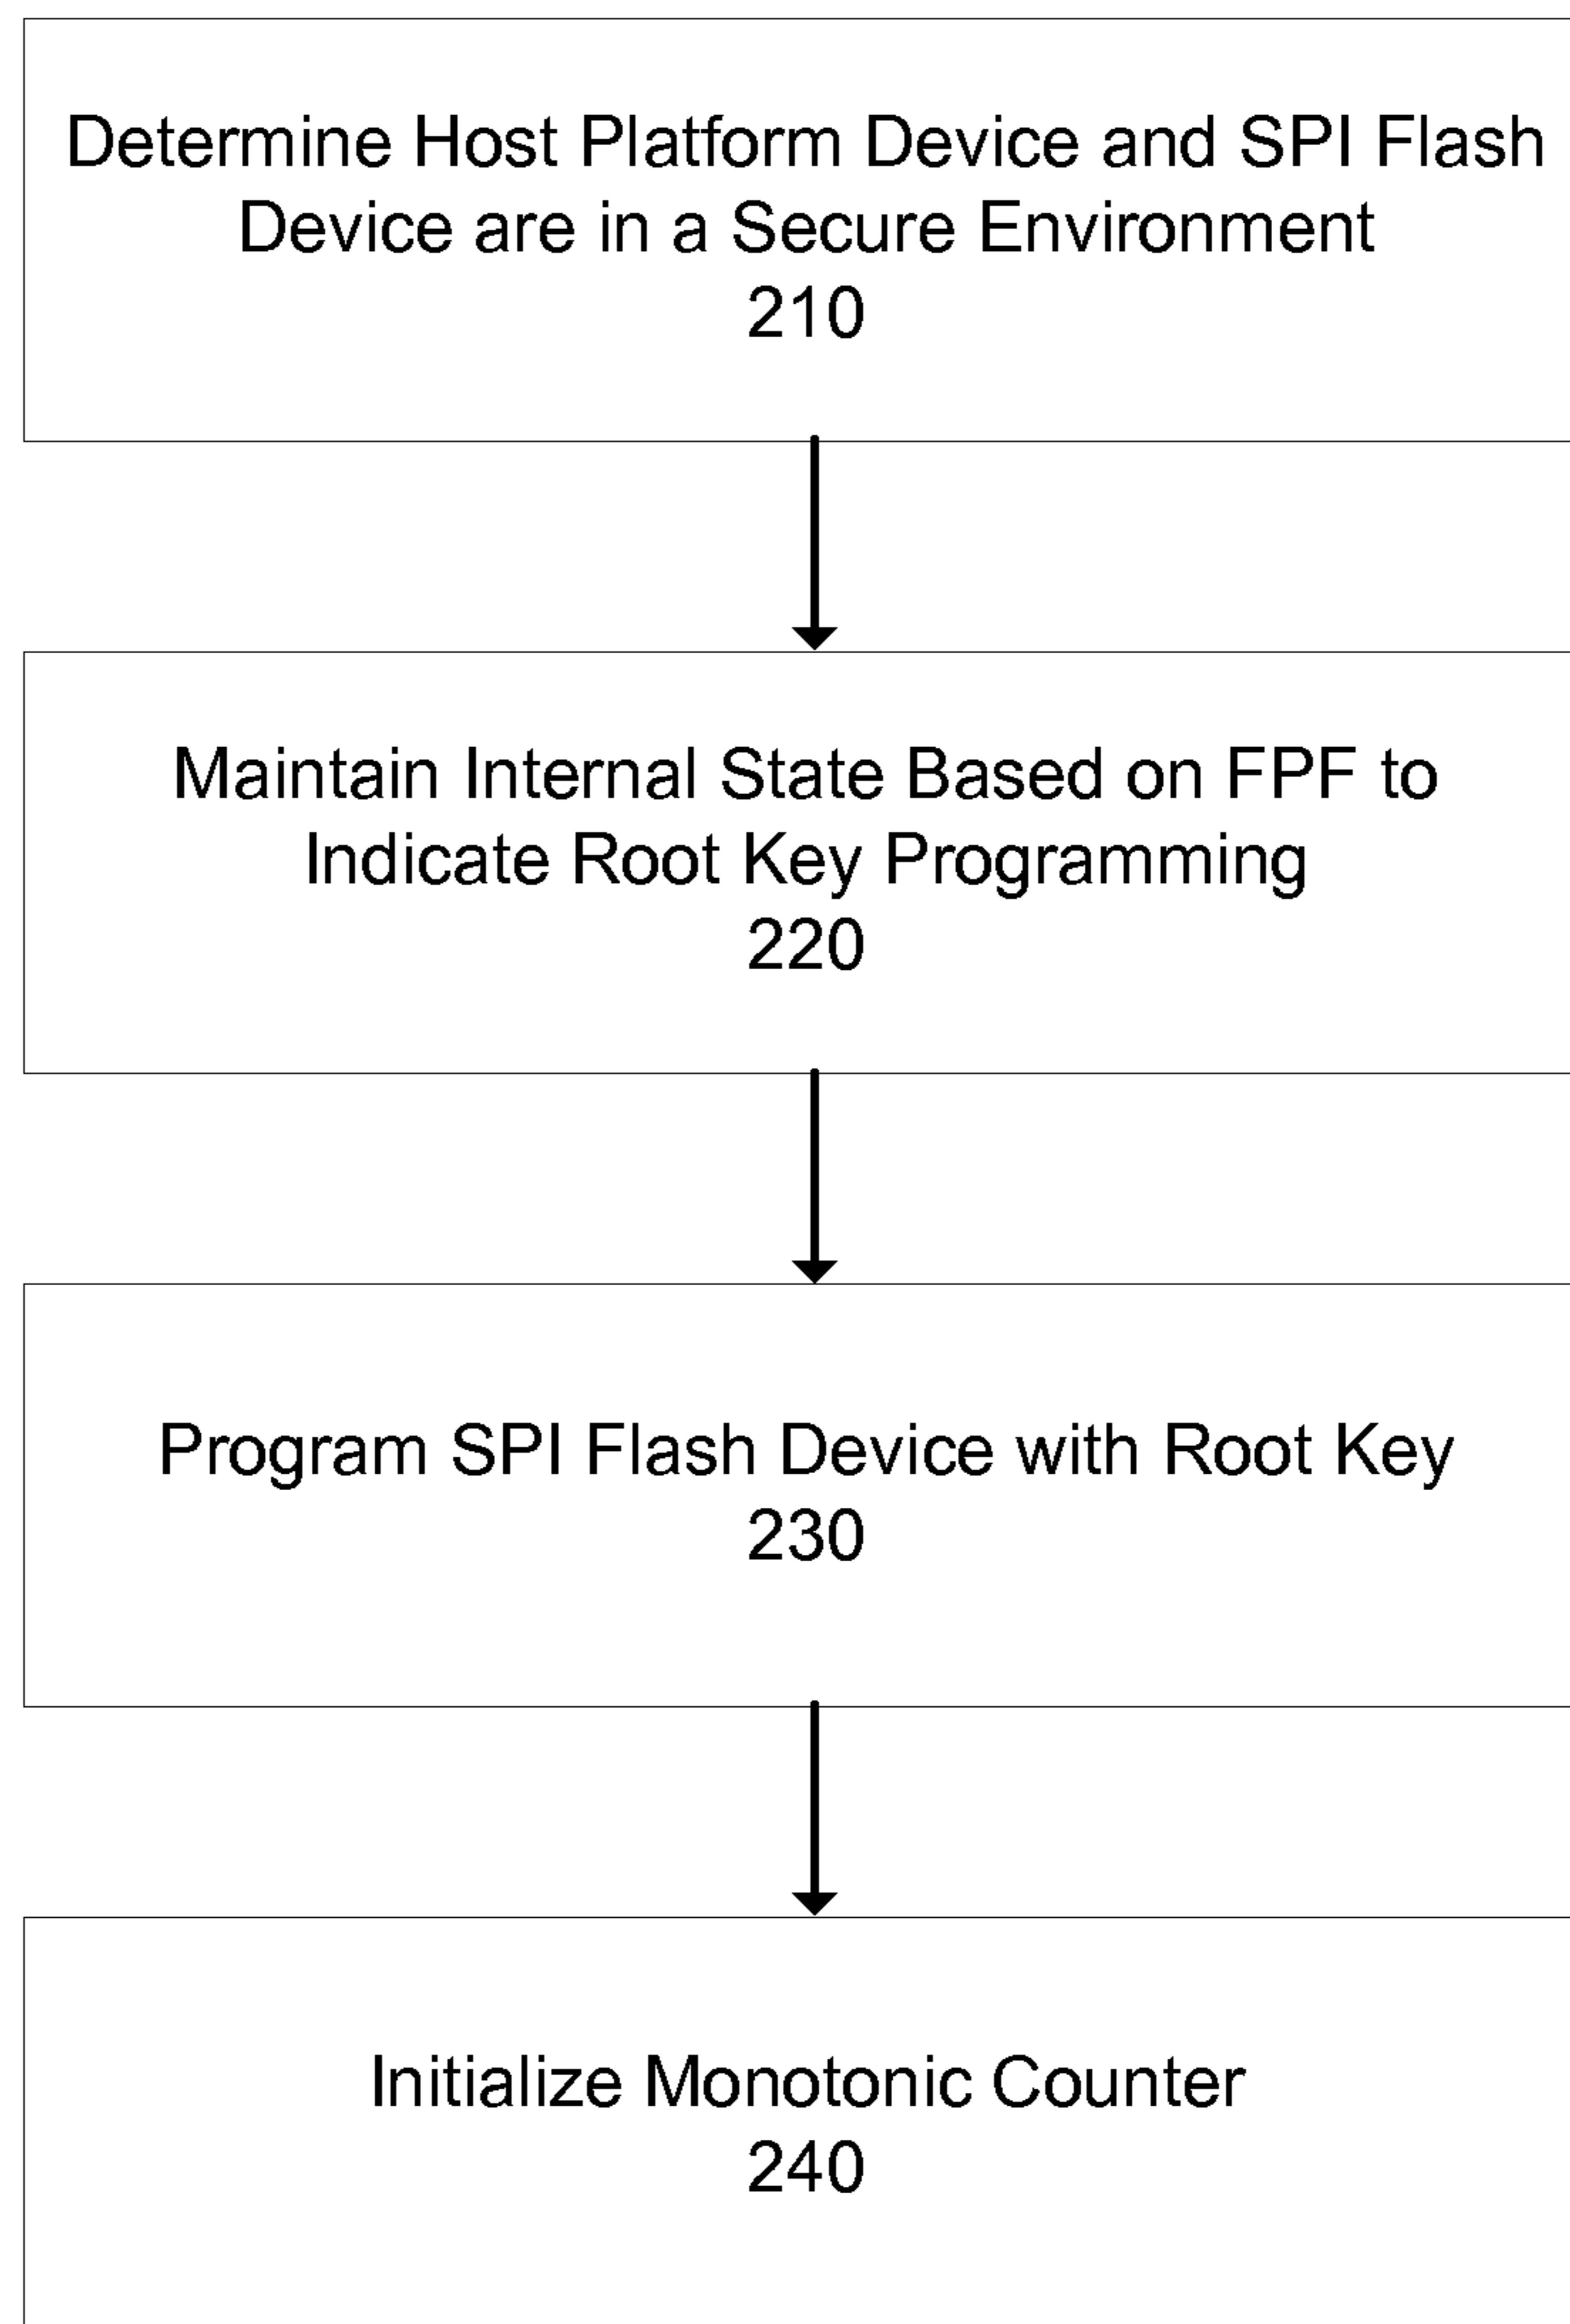 Determine Host Platform Device and SPI Flash
Device are in a Secure Environment
210
Maintain Internal State Based on FPF to
Indicate Root Key Programming
220
Program SPI Flash Device with Root Key
230
Initialize Monotonic Counter
240